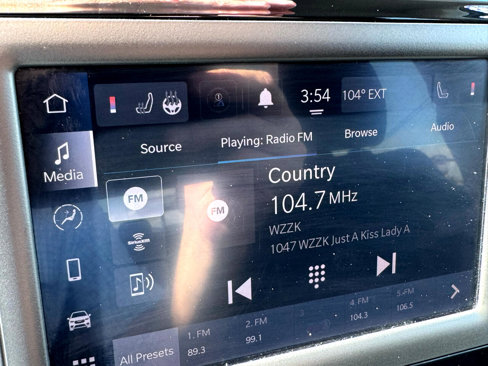 3:54
104° EXT
Source
Playing: Radio FM
Browse
Audio
Media
FM
FM
Country
104.7 MHz
WZZK
1047 WZZK Just A Kiss Lady A
SiriusXM
All Presets
1. FM
89.3
2. FM
99.1
3
4. FM
104.3
5. FM
106.5